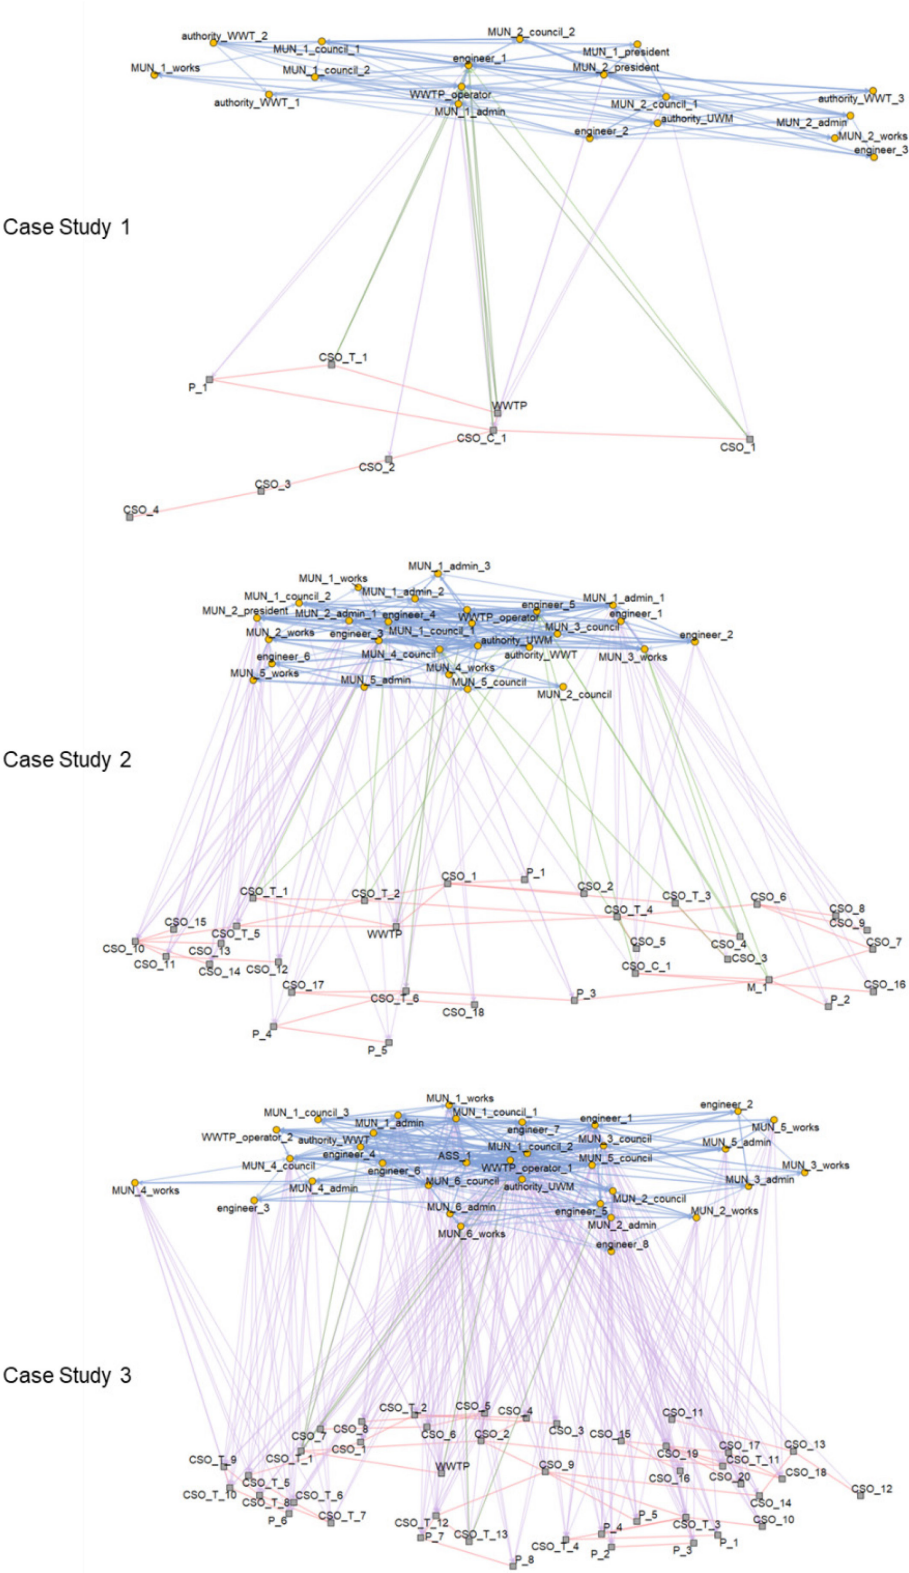 authority_WWT_2
MUN_1_council_1
MUN_2_council_2
MUN_1_president
engineer_1
MUN_1_works
MUN_1_council_2
MUN_2_president
authority_WWT_1
WWTP_operator
MUN_1_admin
MUN_2_council_1
authority_WWT_3
authority_UWM
MUN_2_admin
engineer_2
MUN_2_works
engineer_3
Case Study 1
CSO_T_1
P_1
WWTP
CSO_C_1
CSO_1
CSO_2
CSO_3
CSO_4
MUN_1_admin_3
MUN_1_works
MUN_1_admin_2
MUN_1_council_2
MUN_1_admin_1
MUN_2_president
MUN_2_admin_1
engineer_4
WWTP_operator
engineer_5
engineer_1
MUN_2_works
engineer_3
MUN_1_council_1
MUN_3_council
authority_UWM
engineer_2
MUN_4_council
authority_WWT
MUN_3_works
engineer_6
MUN_4_works
MUN_5_works
MUN_5_admin
MUN_5_council
MUN_2_council
Case Study 2
CSO_1
P_1
CSO_T_1
CSO_T_2
CSO_2
CSO_T_3
CSO_6
CSO_T_4
CSO_8
CSO_9
CSO_15
CSO_T_5
WWTP
CSO_10
CSO_13
CSO_5
CSO_4
CSO_7
CSO_11
CSO_14
CSO_12
CSO_C_1
CSO_3
CSO_17
CSO_T_6
CSO_18
P_3
M_1
CSO_16
P_2
P_4
P_5
MUN_1_works
MUN_1_council_3
MUN_1_admin
MUN_1_council_1
engineer_7
engineer_1
engineer_2
MUN_5_works
WWTP_operator_2
authority_WWT
engineer_4
MUN_1_council_2
MUN_3_council
MUN_5_admin
MUN_4_council
engineer_6
ASS_1
WWTP_operator_1
MUN_5_council
MUN_3_works
MUN_4_works
MUN_4_admin
MUN_6_council
authority_UWM
MUN_3_admin
engineer_3
MUN_2_council
MUN_6_admin
engineer_5
MUN_2_works
MUN_6_works
MUN_2_admin
engineer_8
Case Study 3
CSO_T_2
CSO_5
CSO_4
CSO_11
CSO_7
CSO_8
CSO_6
CSO_2
CSO_3
CSO_15
CSO_T_9
CSO_T_1
CSO_1
CSO_19
CSO_17
CSO_13
CSO_T_11
WWTP
CSO_9
CSO_16
CSO_20
CSO_18
CSO_T_10
CSO_T_5
CSO_T_8
CSO_T_6
CSO_12
CSO_14
P_6
CSO_T_7
CSO_T_12
P_7
CSO_T_13
P_5
P_4
CSO_T_3
CSO_10
CSO_T_4
P_2
P_3
P_1
P_8